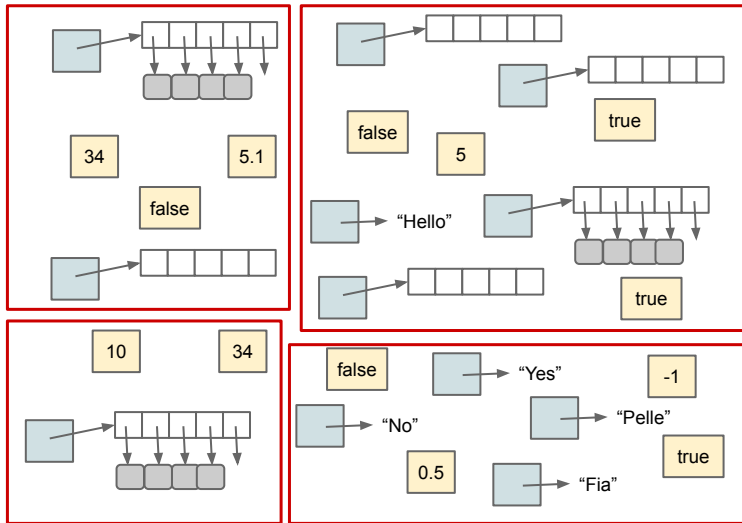 34
5.1
false
false
5
true
“Hello”
true
10
34
false
“Yes”
-1
“No”
“Pelle”
true
0.5
“Fia”